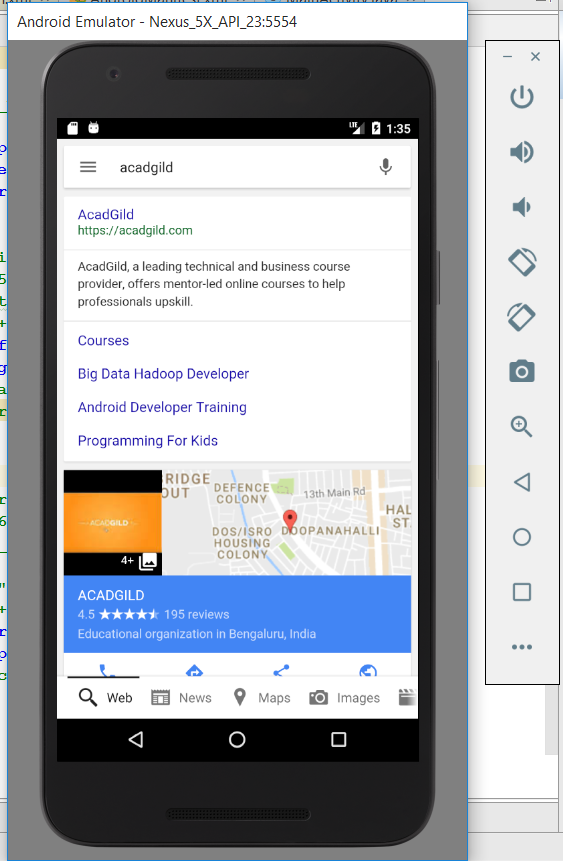 Android Emulator - Nexus_5X_API_23:5554
LTE 1:35
acadgild
AcadGild
https://acadgild.com
AcadGild, a leading technical and business course
provider, offers mentor-led online courses to help
professionals upskill.
Courses
Big Data Hadoop Developer
Android Developer Training
Programming For Kids
ACADGILD
4+
RIDGE
OUT
DEFENCE
COLONY
13th Main Rd
HAL
STA
DOS/ISRO
HOUSING
COLONY
DOOPANAHALLI
ACADGILD
4.5 195 reviews
Educational organization in Bengaluru, India
Web News Maps Images